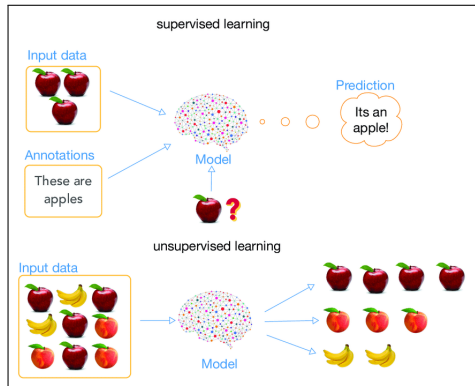 supervised learning
Input data
Prediction
Its an
apple!
Annotations
Model
These are
apples
?
unsupervised learning
Input data
Model